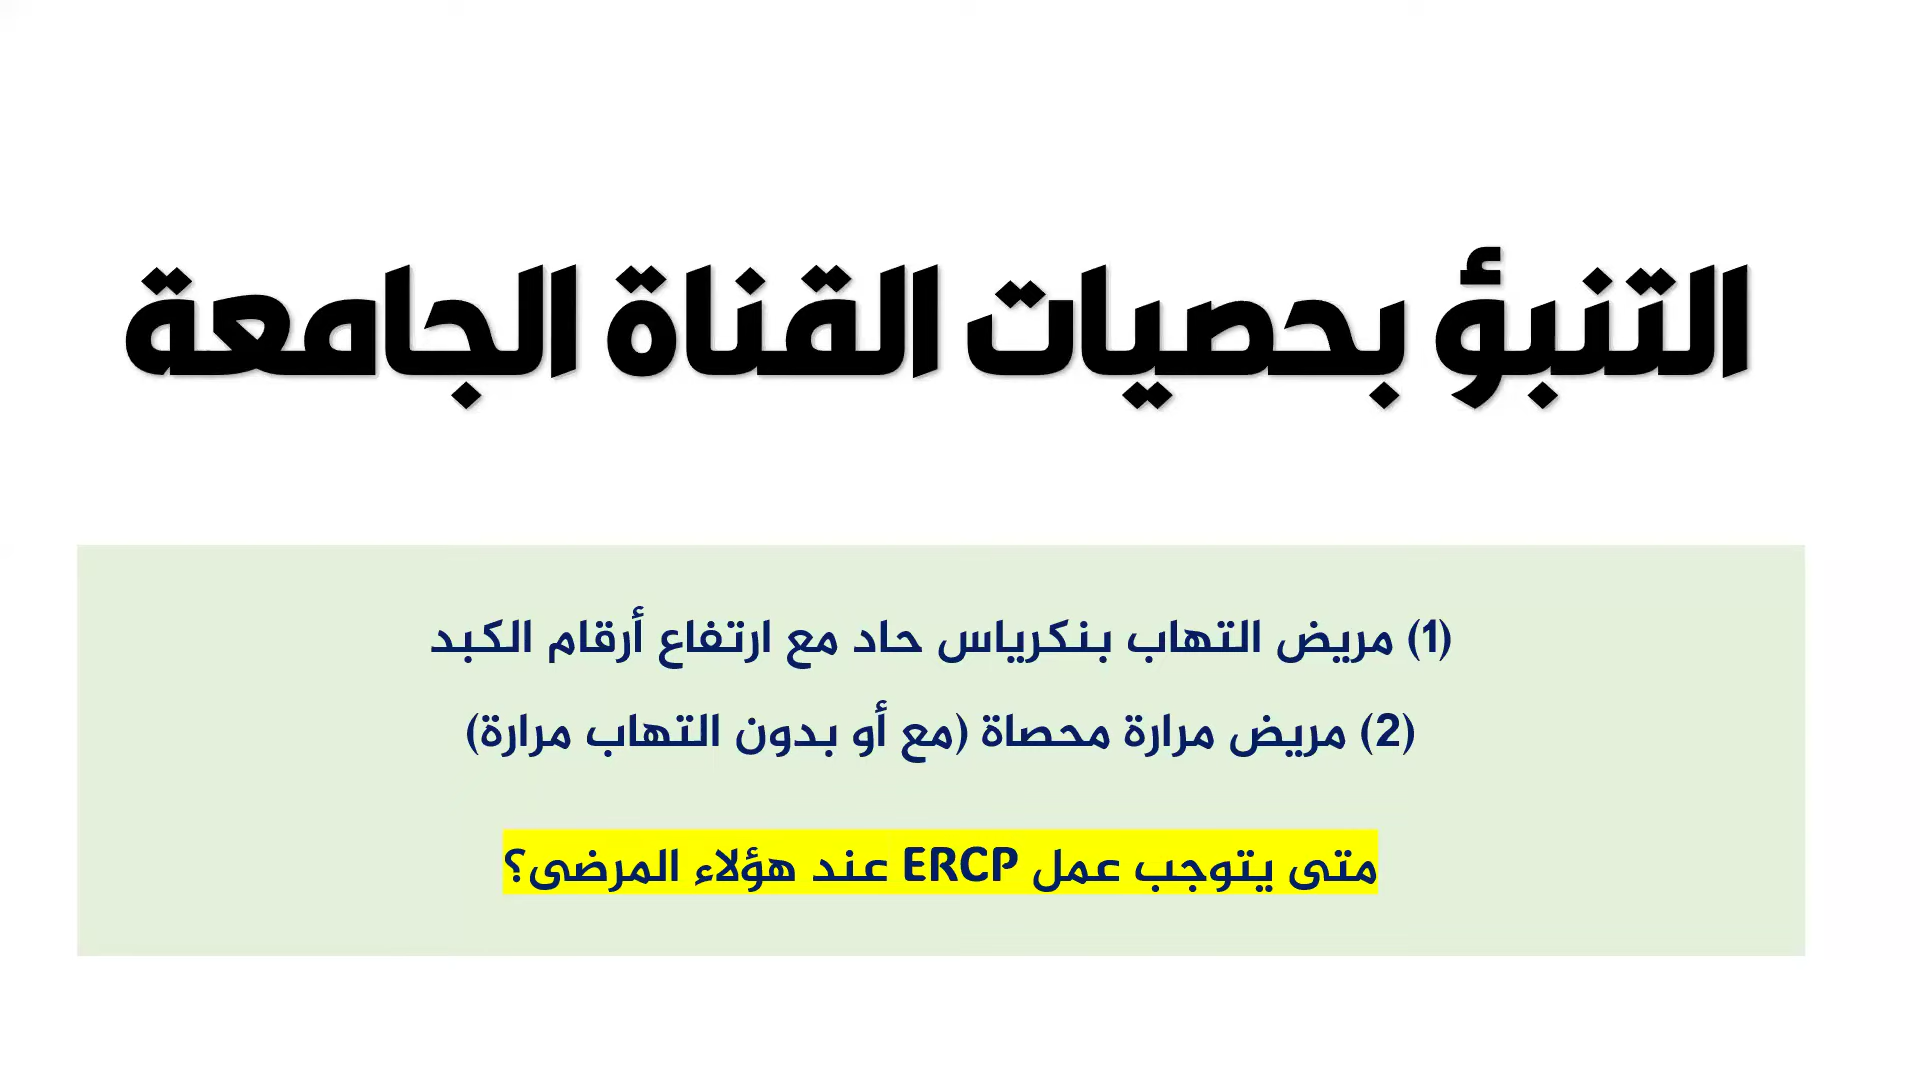 التنبؤ بحصيات القناة الجامعة
(1) مريض التهاب بنكرياس حاد مع ارتفاع أرقام الكبد
(2) مريض مرارة محصاة (مع أو بدون التهاب مرارة)
متى يتوجب عمل ERCP عند هؤلاء المرضى؟